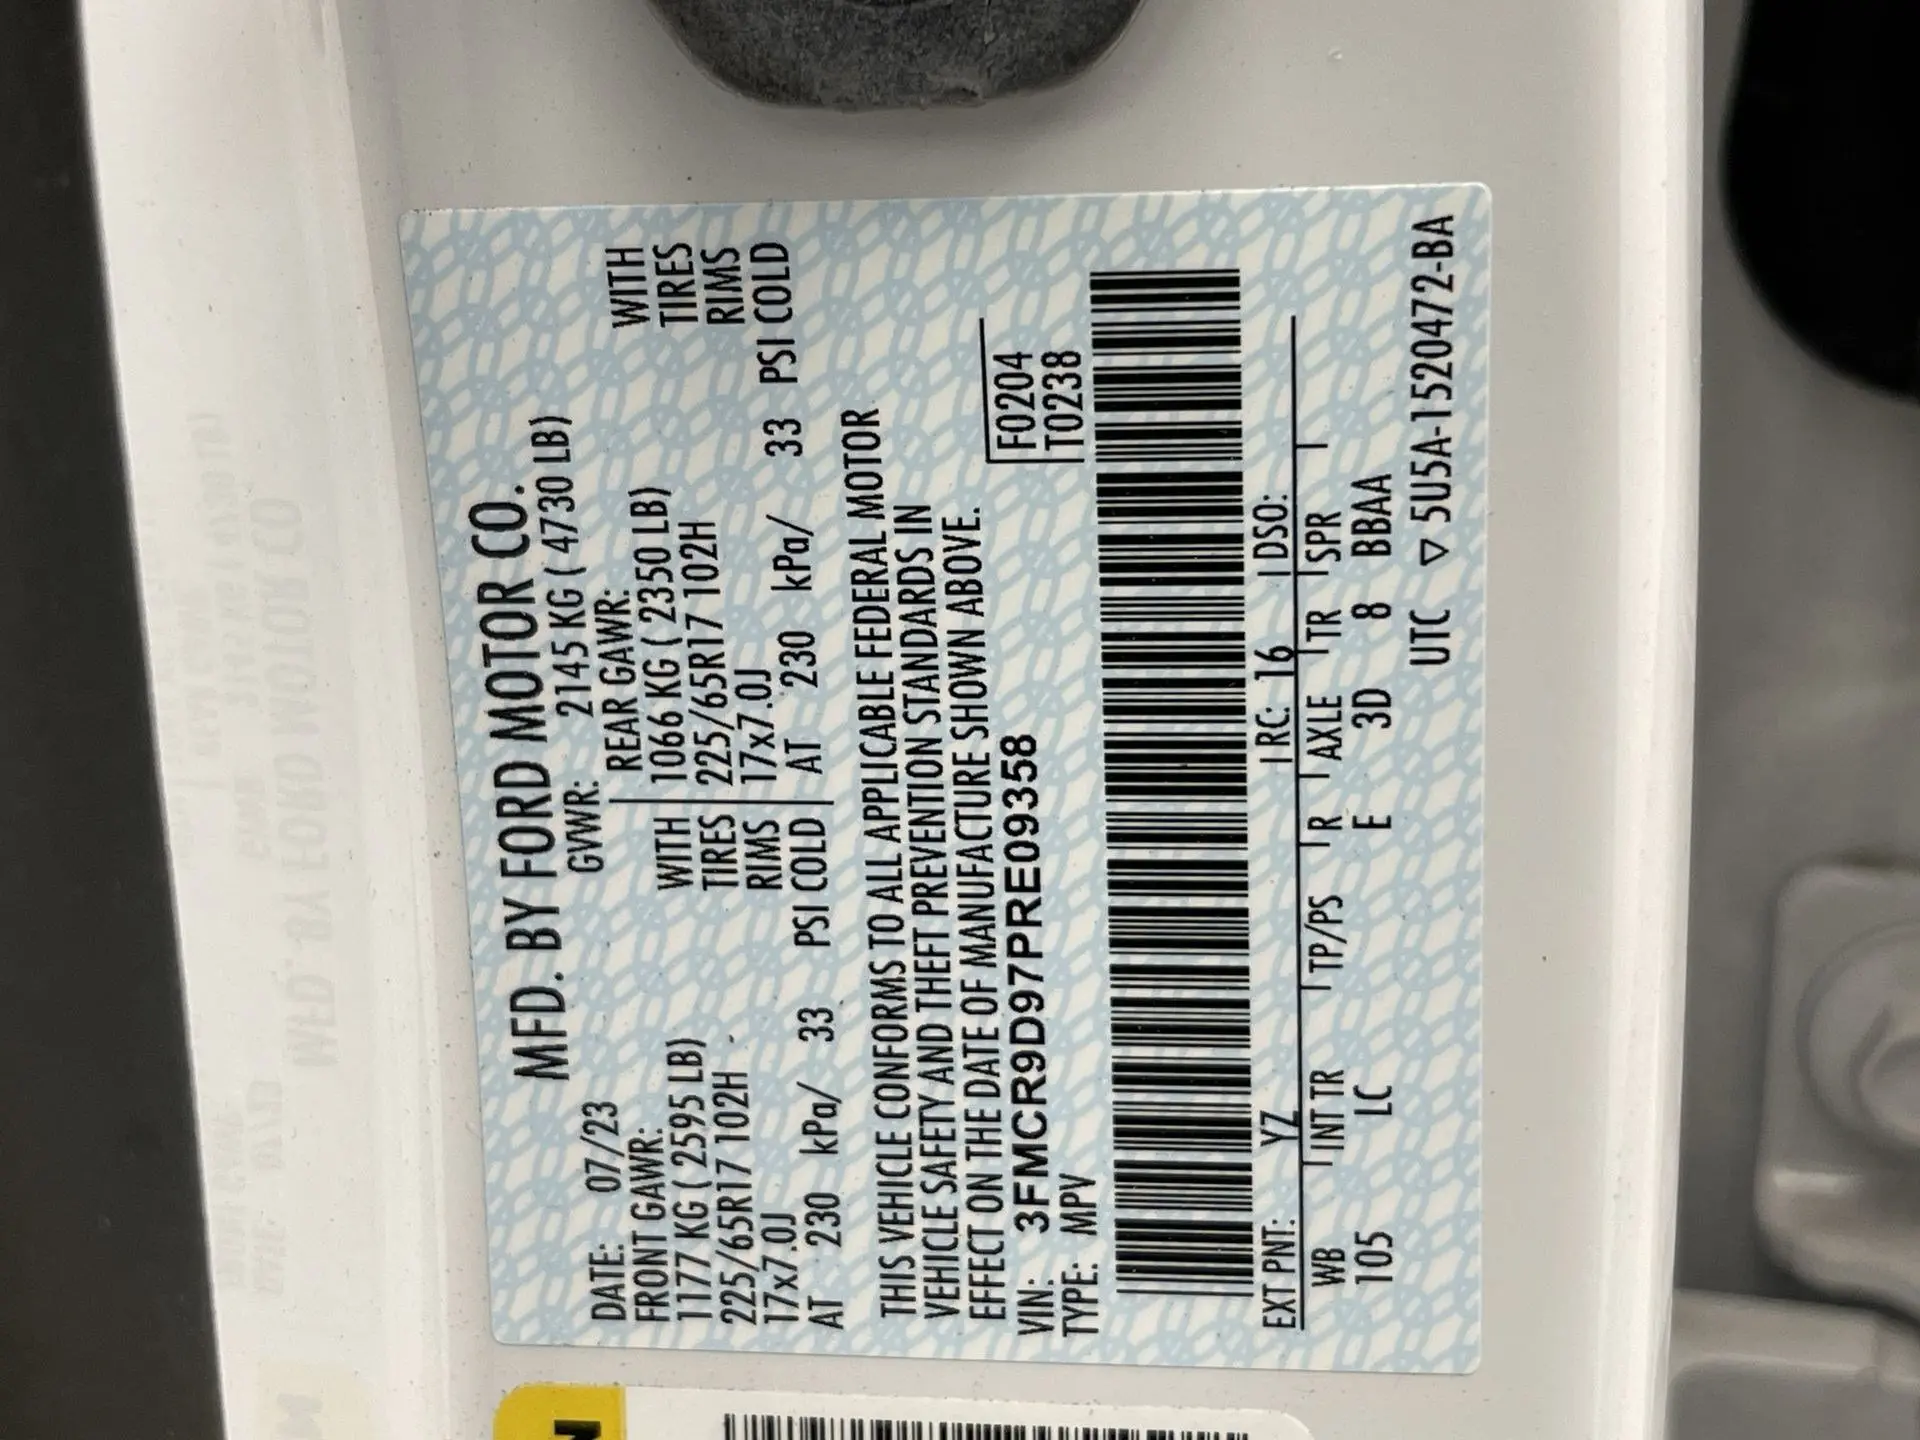 MFD. BY FORD MOTOR CO.
DATE: 07/23 GVWR: 2145 KG ( 4730 LB)
FRONT GAWR: REAR GAWR:
1177 KG ( 2595 LB) WITH 1066 KG ( 2350 LB) WITH
225/65R17 102H TIRES 225/65R17 102H TIRES
17x7.0J RIMS 17x7.0J RIMS
AT 230 kPa/ 33 PSI COLD AT 230 kPa/ 33 PSI COLD
THIS VEHICLE CONFORMS TO ALL APPLICABLE FEDERAL MOTOR
VEHICLE SAFETY AND THEFT PREVENTION STANDARDS IN
EFFECT ON THE DATE OF MANUFACTURE SHOWN ABOVE.
VIN: 3FMCR9D97PRE09358 F0204
TYPE: MPV T0238
EXT PNT: YZ RC: 16 DSO:
WB INT TR TP/PS R AXLE TR SPR
105 LC E 3D 8 BBAA
UTC ▽ 5U5A-1520472-BA